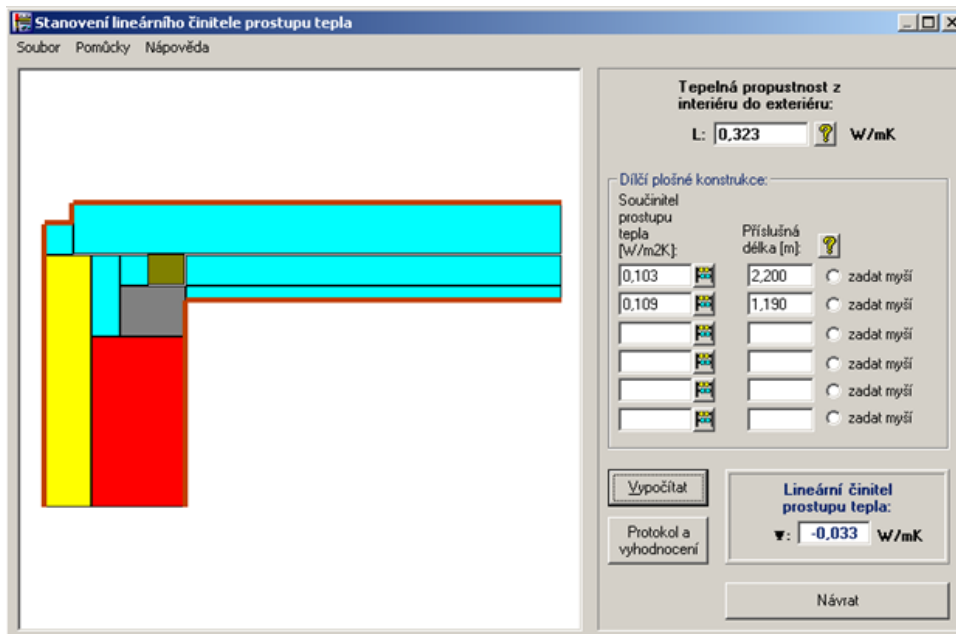 Stanovení lineárního činitele prostupu tepla
Soubor Pomůcky Nápověda
Tepelná propustnost z
interiéru do exteriéru:
L: 0,323 ? W/mK
Dílčí plošné konstrukce:
Součinitel
prostupu
tepla
[W/m2K]:
Příslušná
délka [m]:
?
0,103 2,200 zadat myší
0,109 1,190 zadat myší
zadat myší
zadat myší
zadat myší
zadat myší
Vypočítat
Protokol a
vyhodnocení
Lineární činitel
prostupu tepla:
Ψ: -0,033 W/mK
Návrat